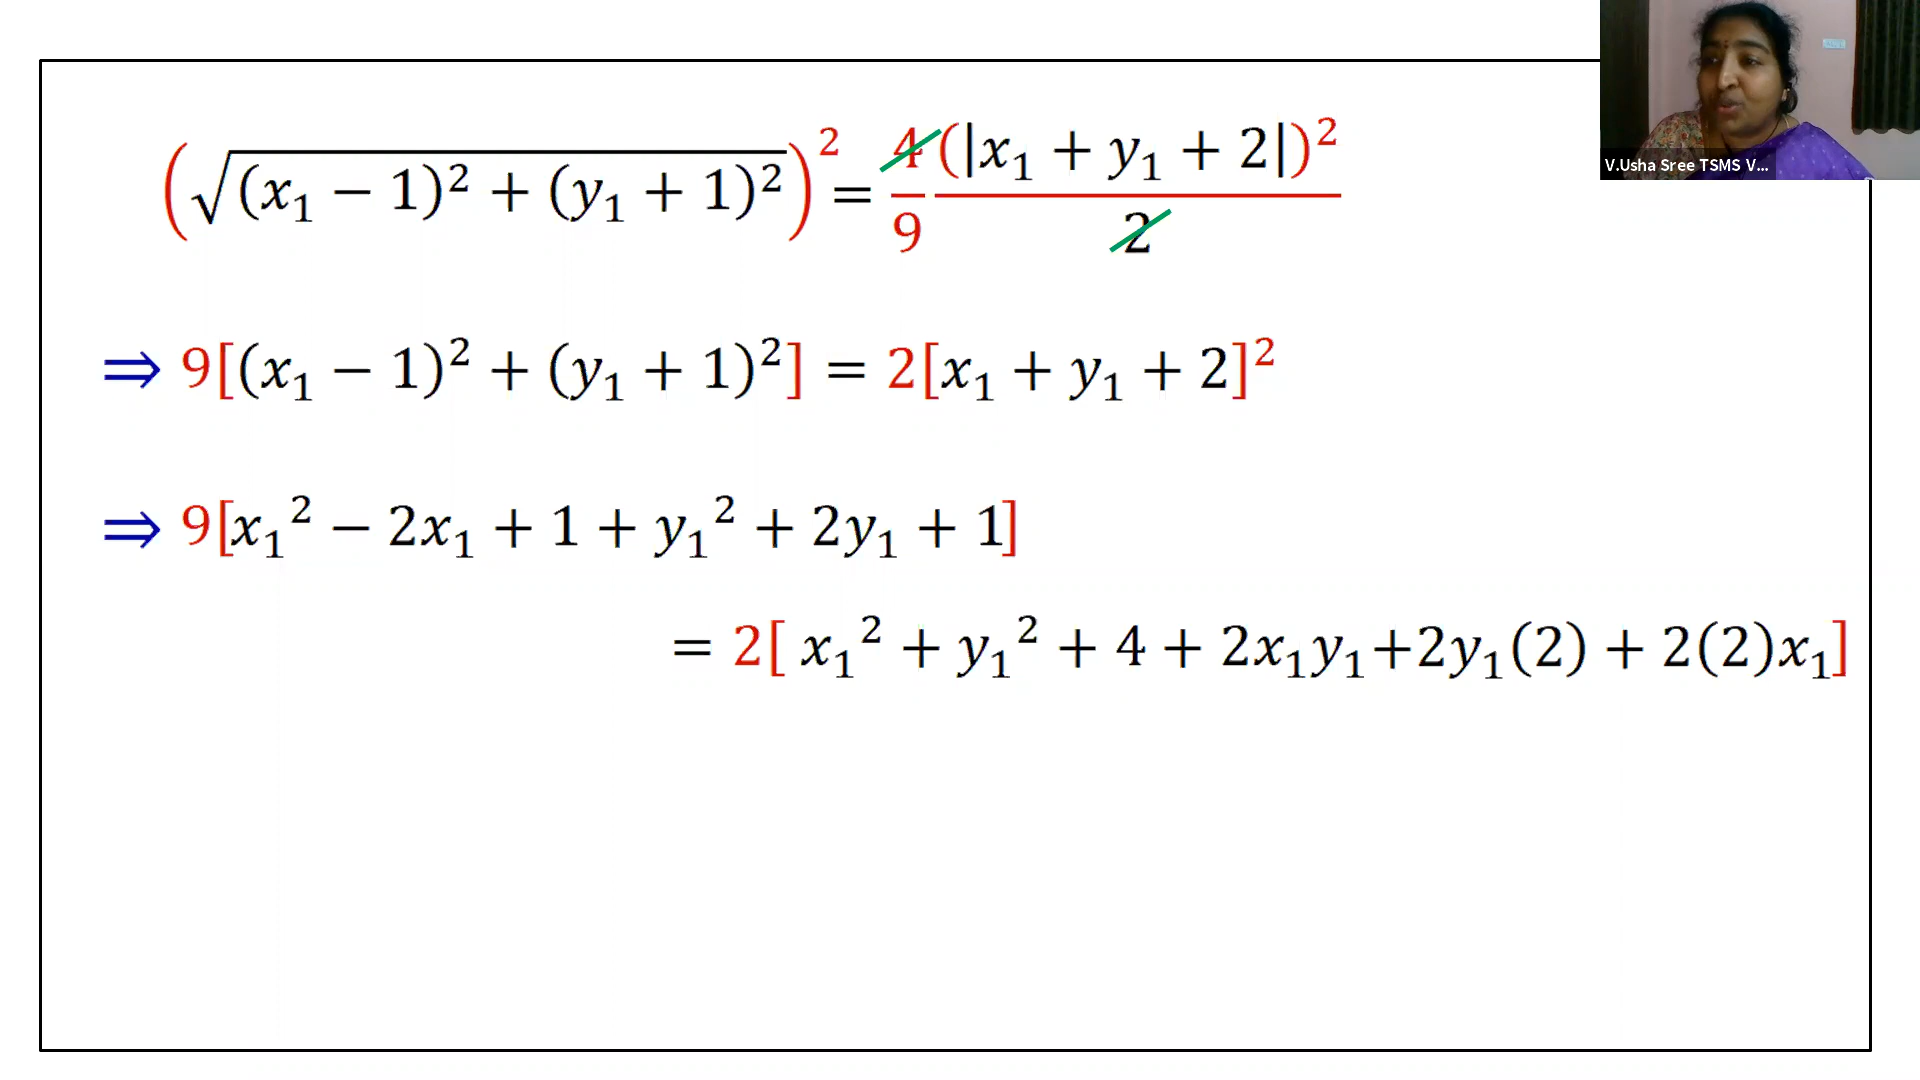 (√(x₁ − 1)² + (y₁ + 1)²)² = 4/9 (|x₁ + y₁ + 2|)²/2
⇒ 9[(x₁ − 1)² + (y₁ + 1)²] = 2[x₁ + y₁ + 2]²
⇒ 9[x₁² − 2x₁ + 1 + y₁² + 2y₁ + 1]
= 2[ x₁² + y₁² + 4 + 2x₁y₁+2y₁(2) + 2(2)x₁]
V.Usha Sree TSMS V...